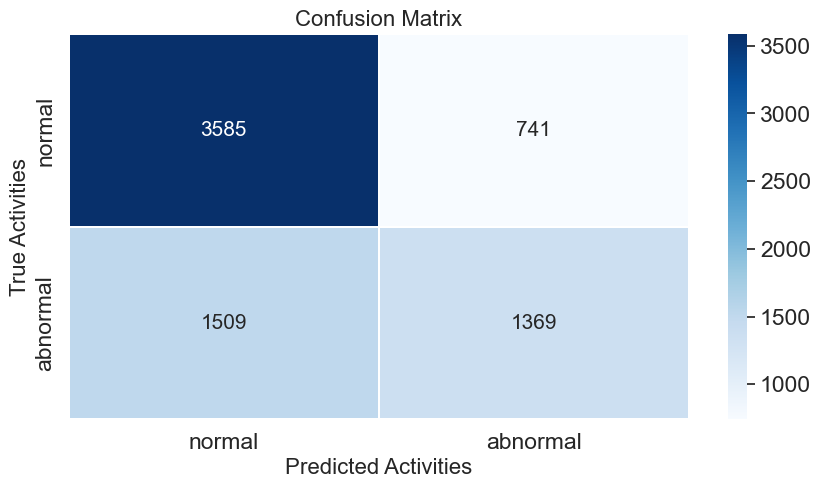 Confusion Matrix
True Activities
normal
abnormal
3585
741
1509
1369
normal
abnormal
Predicted Activities
3500
3000
2500
2000
1500
1000